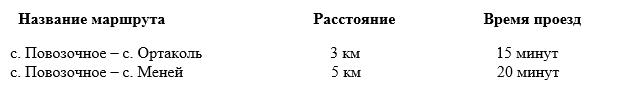 Название маршрута Расстояние Время проезд
с. Повозочное – с. Ортаколь 3 км 15 минут
с. Повозочное – с. Меней 5 км 20 минут